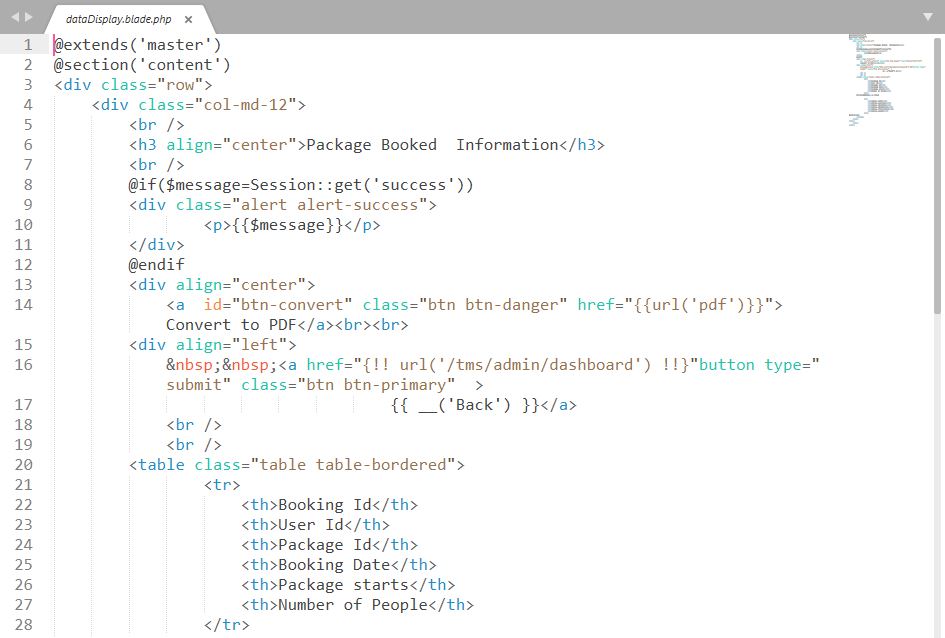 dataDisplay.blade.php ×
1 @extends('master')
2 @section('content')
3 <div class="row">
4 <div class="col-md-12">
5 <br />
6 <h3 align="center">Package Booked  Information</h3>
7 <br />
8 @if($message=Session::get('success'))
9 <div class="alert alert-success">
10 <p>{{$message}}</p>
11 </div>
12 @endif
13 <div align="center">
14 <a  id="btn-convert" class="btn btn-danger" href="{{url('pdf')}}">
Convert to PDF</a><br><br>
15 <div align="left">
16 &nbsp;&nbsp;<a href="{!! url('/tms/admin/dashboard') !!}"button type="
submit" class="btn btn-primary"  >
17 {{ __('Back') }}</a>
18 <br />
19 <br />
20 <table class="table table-bordered">
21 <tr>
22 <th>Booking Id</th>
23 <th>User Id</th>
24 <th>Package Id</th>
25 <th>Booking Date</th>
26 <th>Package starts</th>
27 <th>Number of People</th>
28 </tr>